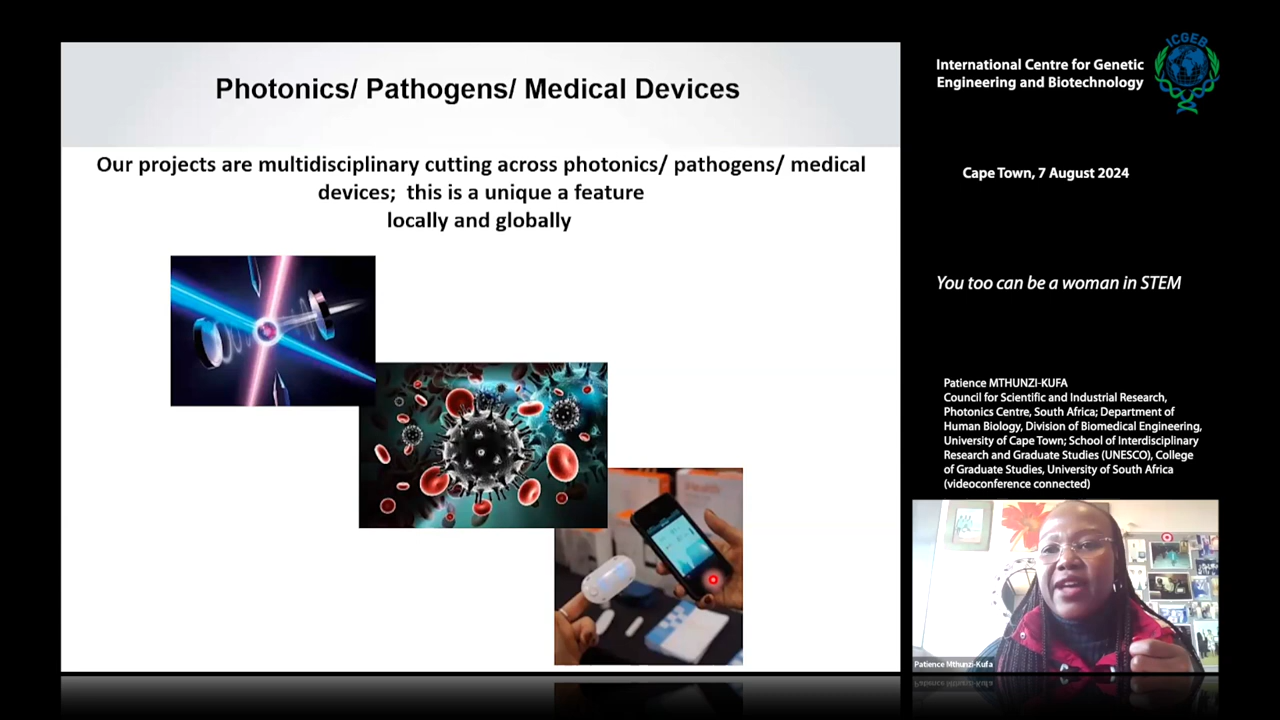 Photonics/ Pathogens/ Medical Devices
Our projects are multidisciplinary cutting across photonics/ pathogens/ medical
devices; this is a unique a feature
locally and globally
International Centre for Genetic
Engineering and Biotechnology
ICGEB
Cape Town, 7 August 2024
You too can be a woman in STEM
Patience MTHUNZI-KUFA
Council for Scientific and Industrial Research,
Photonics Centre, South Africa; Department of
Human Biology, Division of Biomedical Engineering,
University of Cape Town; School of Interdisciplinary
Research and Graduate Studies (UNESCO), College
of Graduate Studies, University of South Africa
(videoconference connected)
Patience Mthunzi-Kufa